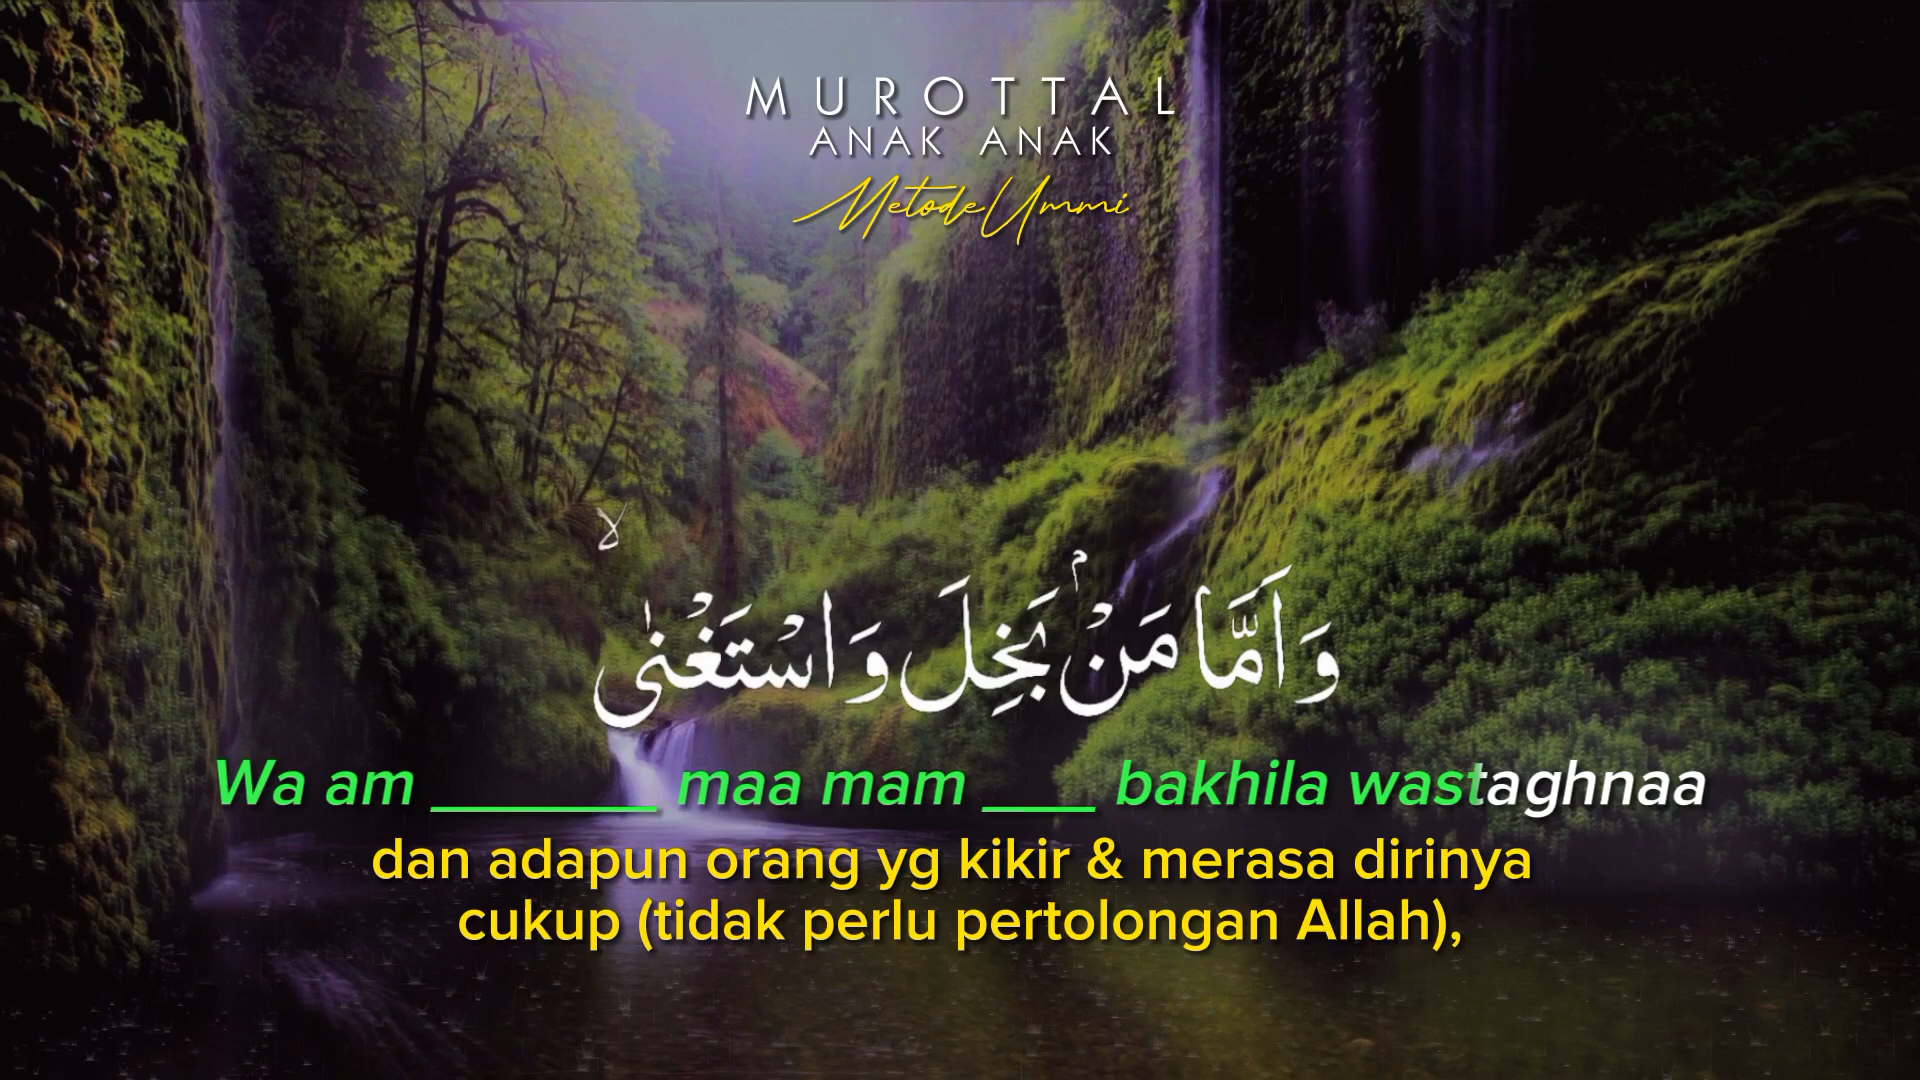 MUROTTAL
ANAK ANAK
Metode Ummi
وَاَمَّا مَنْۢ بَخِلَ وَاسْتَغْنٰىۙ
Wa am ______ maa mam ___ bakhila wastaghnaa
dan adapun orang yg kikir & merasa dirinya
cukup (tidak perlu pertolongan Allah),